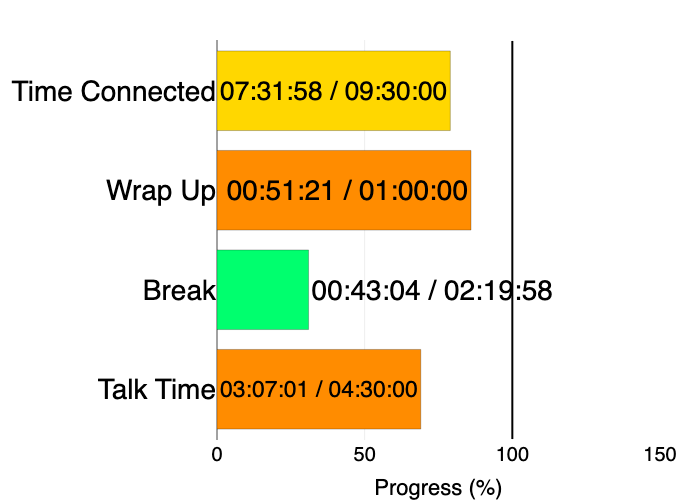 Time Connected 07:31:58 / 09:30:00
Wrap Up 00:51:21 / 01:00:00
Break 00:43:04 / 02:19:58
Talk Time 03:07:01 / 04:30:00
0 50 100 150
Progress (%)